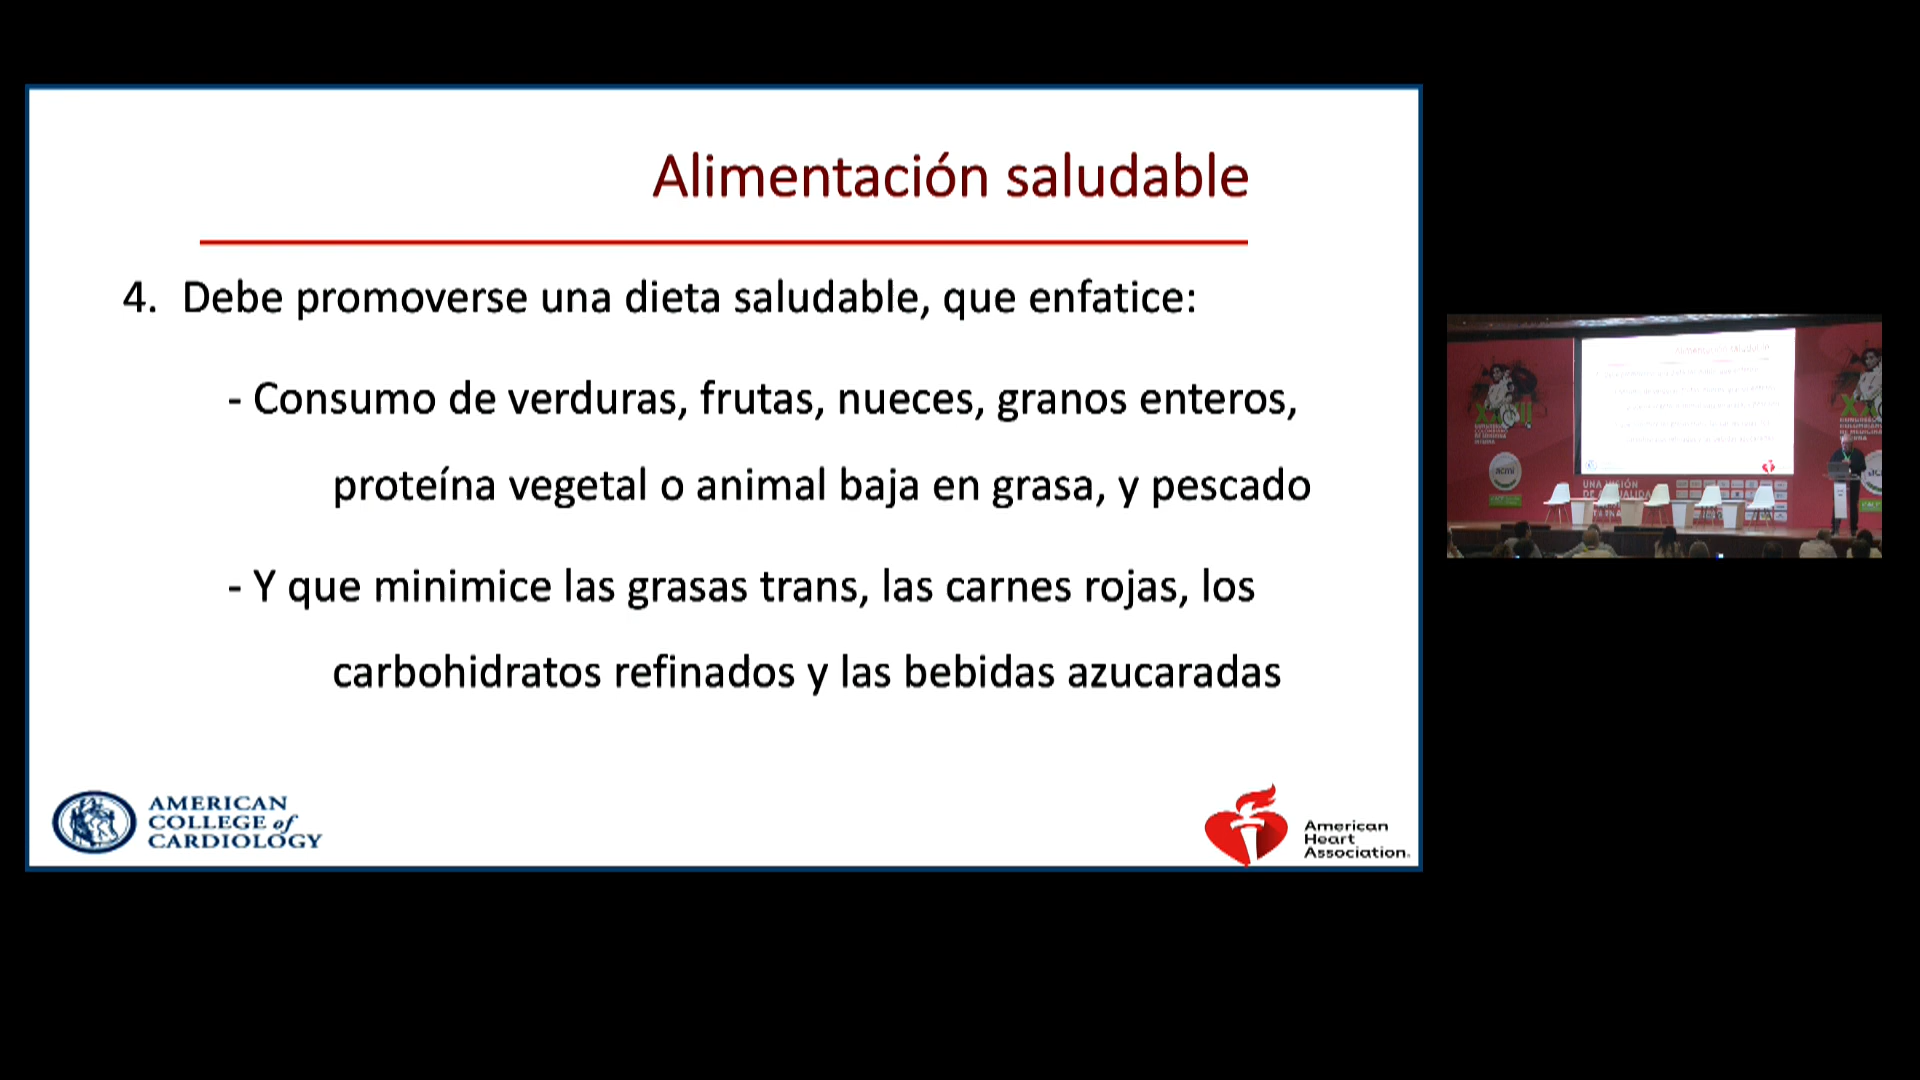 Alimentación saludable
4. Debe promoverse una dieta saludable, que enfatice:
- Consumo de verduras, frutas, nueces, granos enteros,
proteína vegetal o animal baja en grasa, y pescado
- Y que minimice las grasas trans, las carnes rojas, los
carbohidratos refinados y las bebidas azucaradas
AMERICAN
COLLEGE of
CARDIOLOGY
American
Heart
Association.
acmi